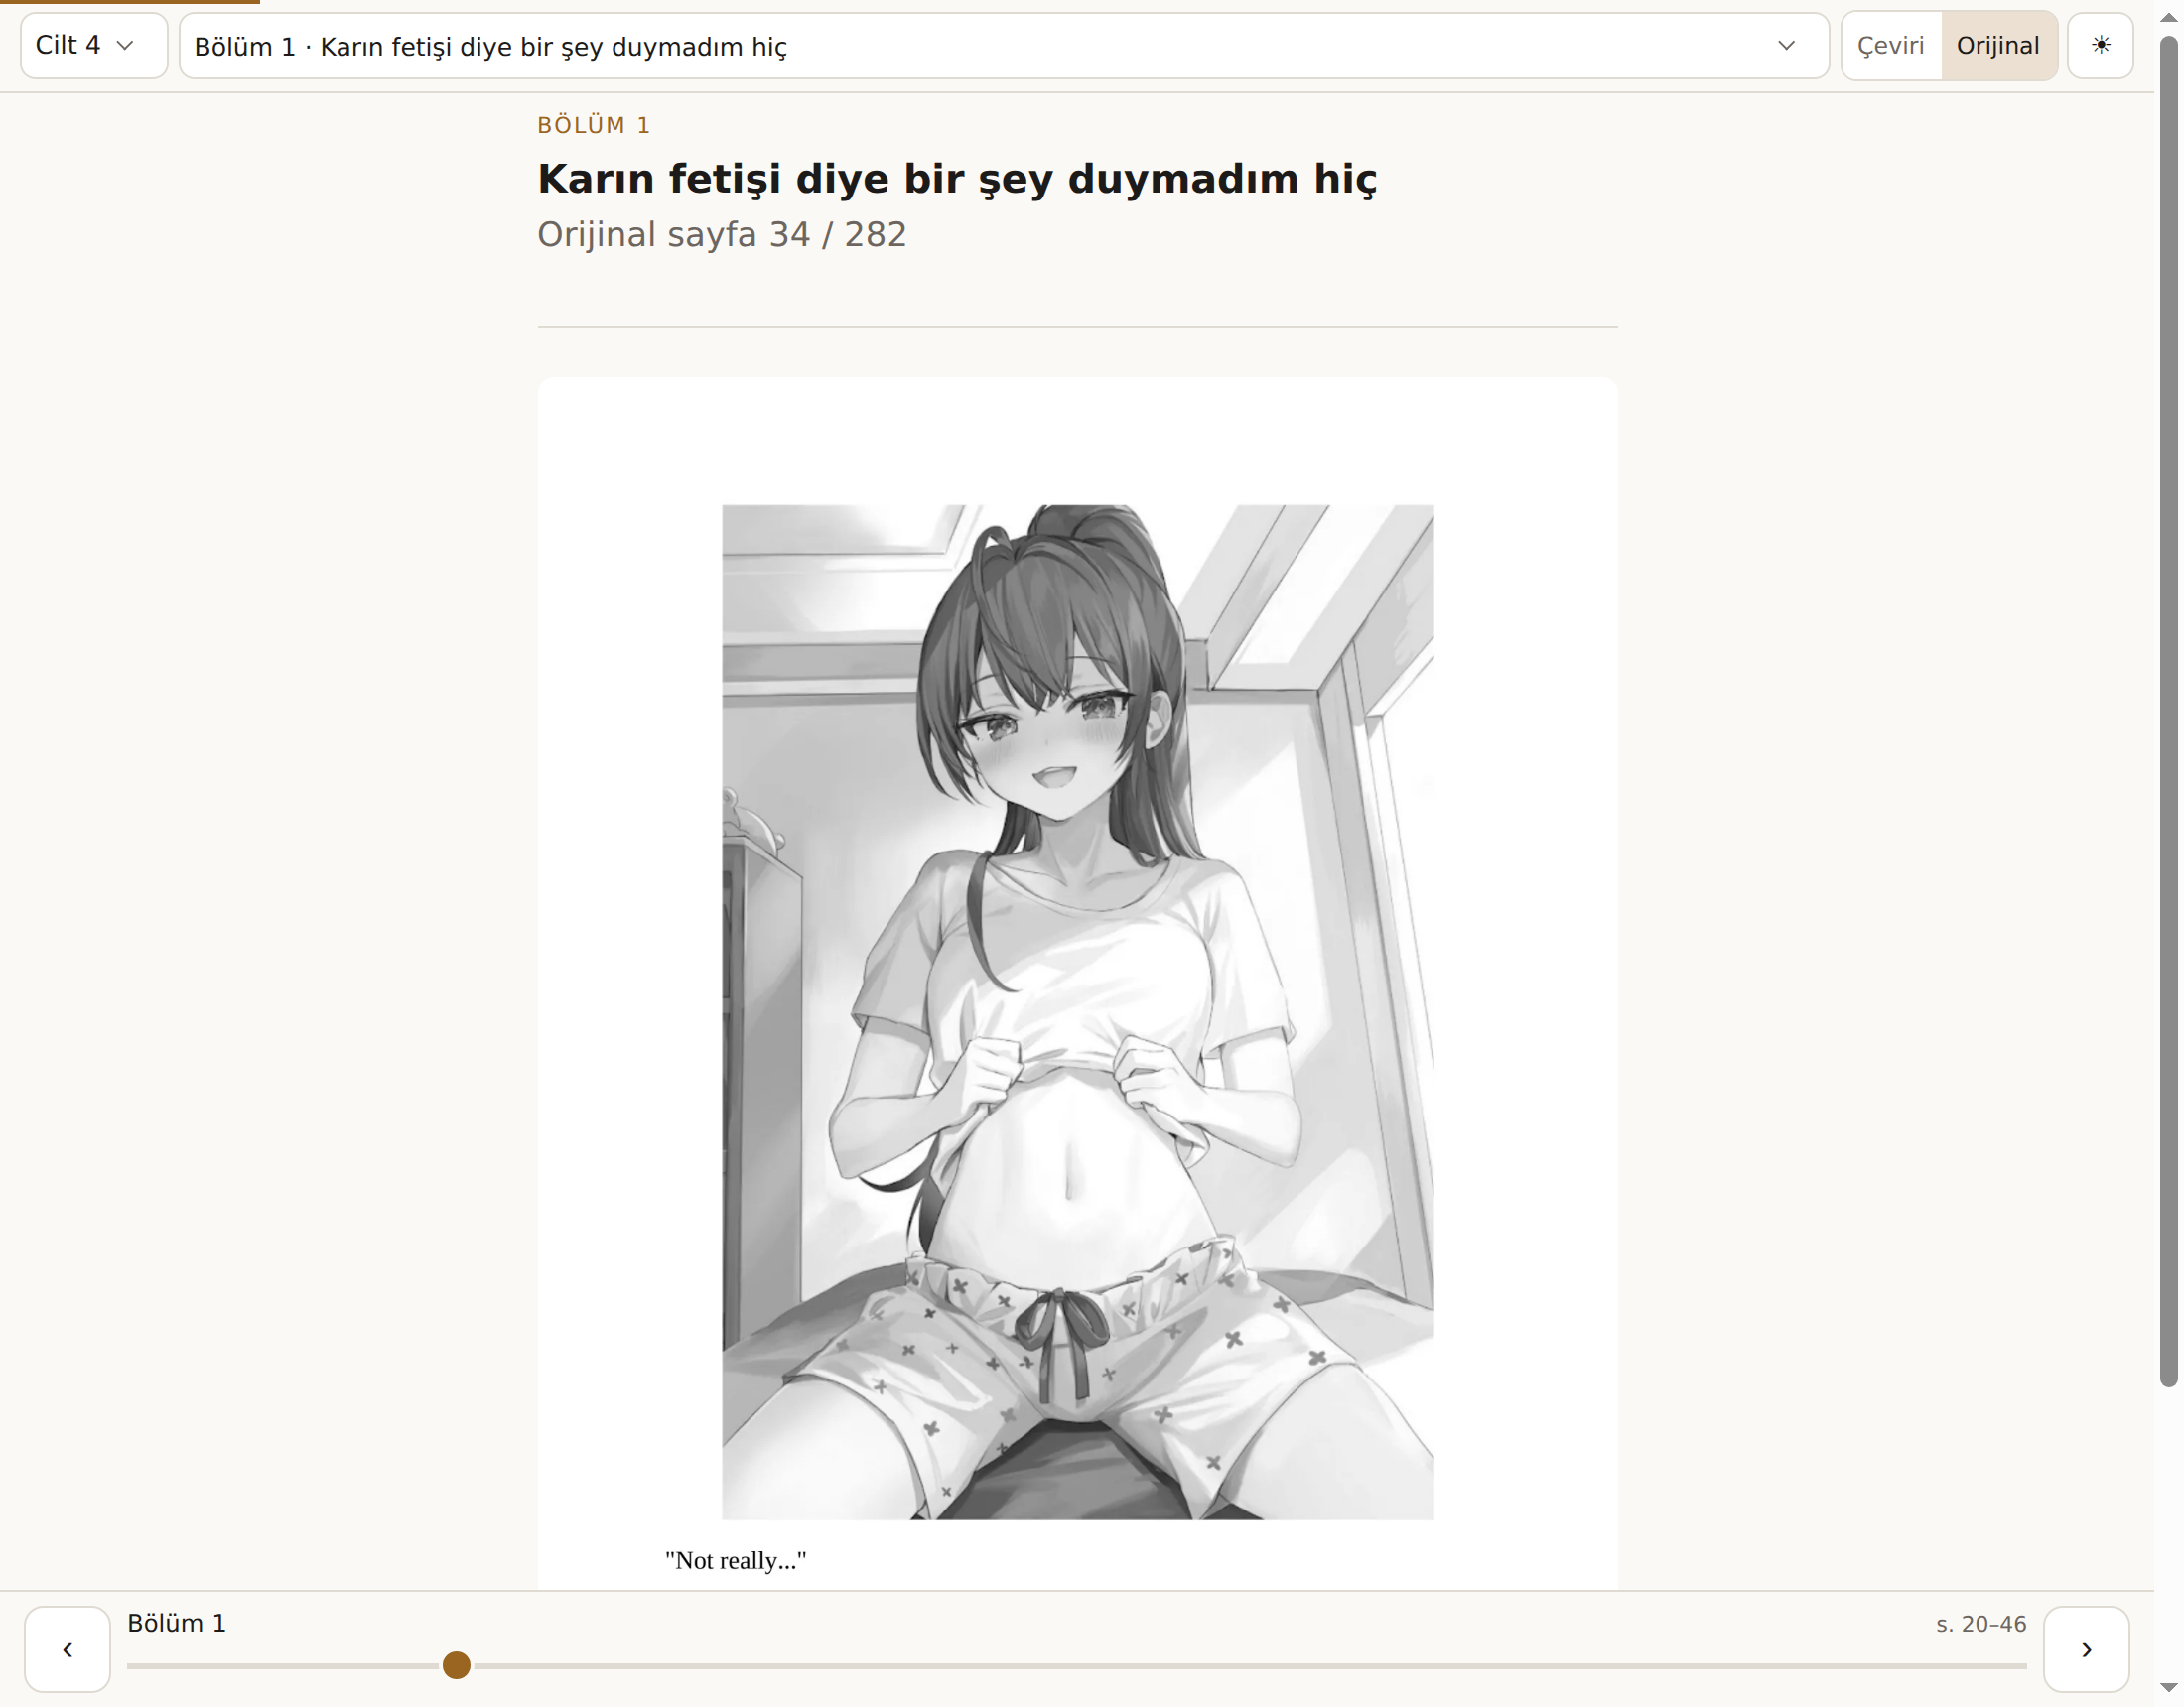 Cilt 4
Bölüm 1 · Karın fetişi diye bir şey duymadım hiç
Çeviri
Orijinal
BÖLÜM 1
Karın fetişi diye bir şey duymadım hiç
Orijinal sayfa 34 / 282
"Not really..."
Bölüm 1
s. 20–46